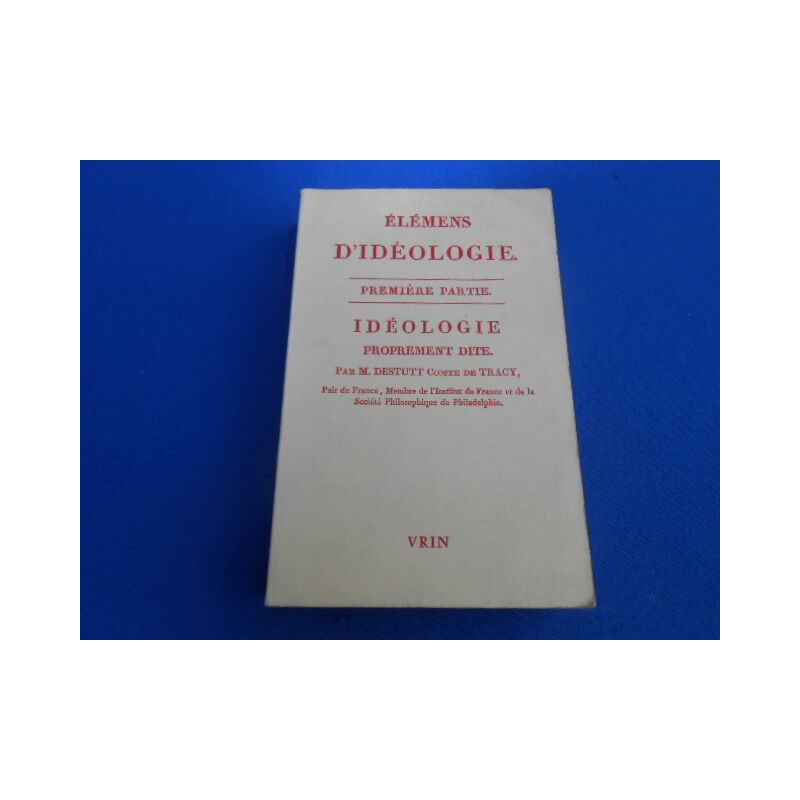 ÉLÉMENS
D'IDÉOLOGIE.
PREMIÈRE PARTIE.
IDÉOLOGIE
PROPREMENT DITE.
PAR M. DESTUTT COMTE DE TRACY,
Pair de France, Membre de l'Institut de France et de la
Société Philosophique de Philadelphie.
VRIN